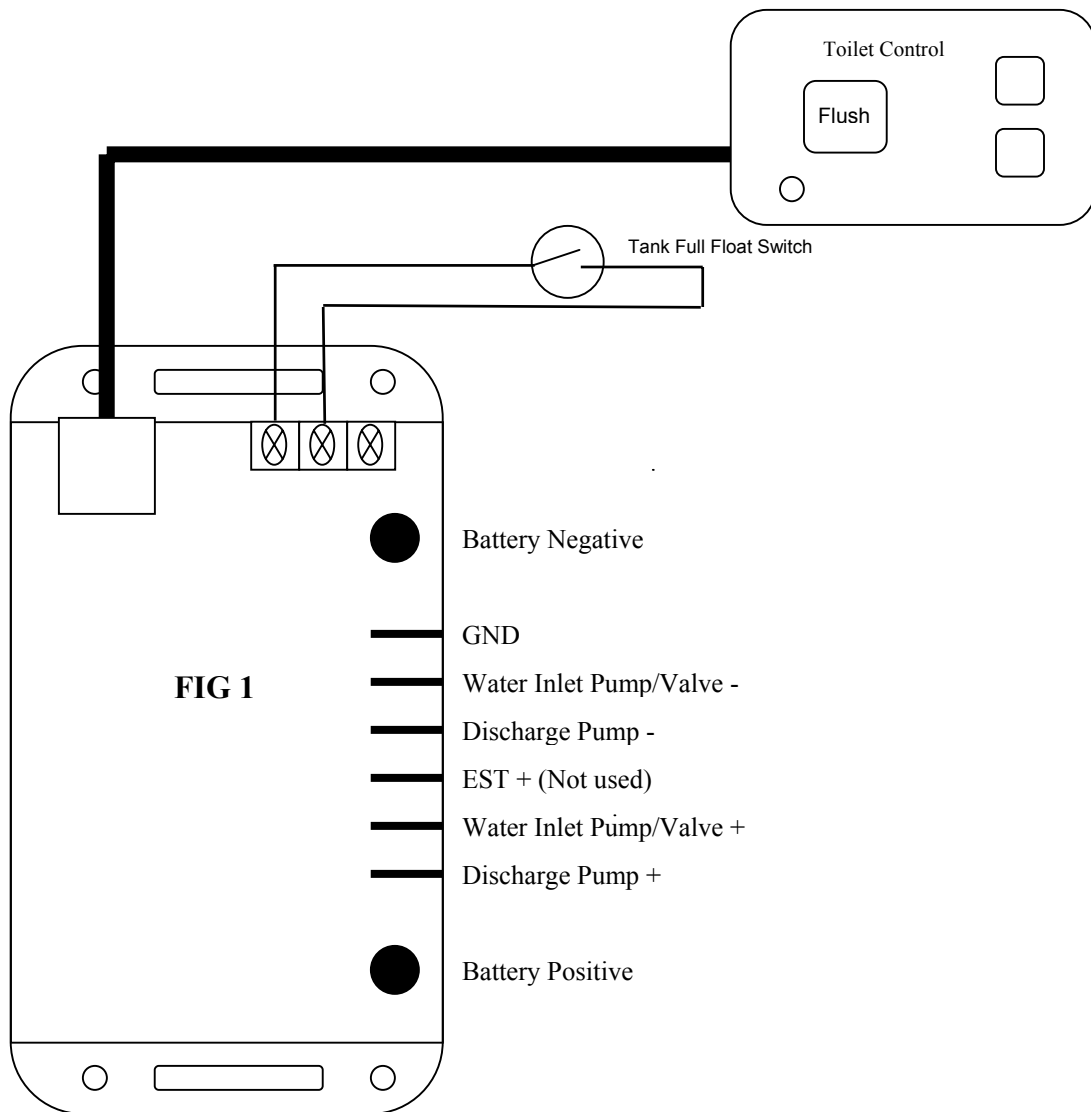 Toilet Control
Flush
Tank Full Float Switch
Battery Negative
GND
FIG 1
Water Inlet Pump/Valve -
Discharge Pump -
EST + (Not used)
Water Inlet Pump/Valve +
Discharge Pump +
Battery Positive